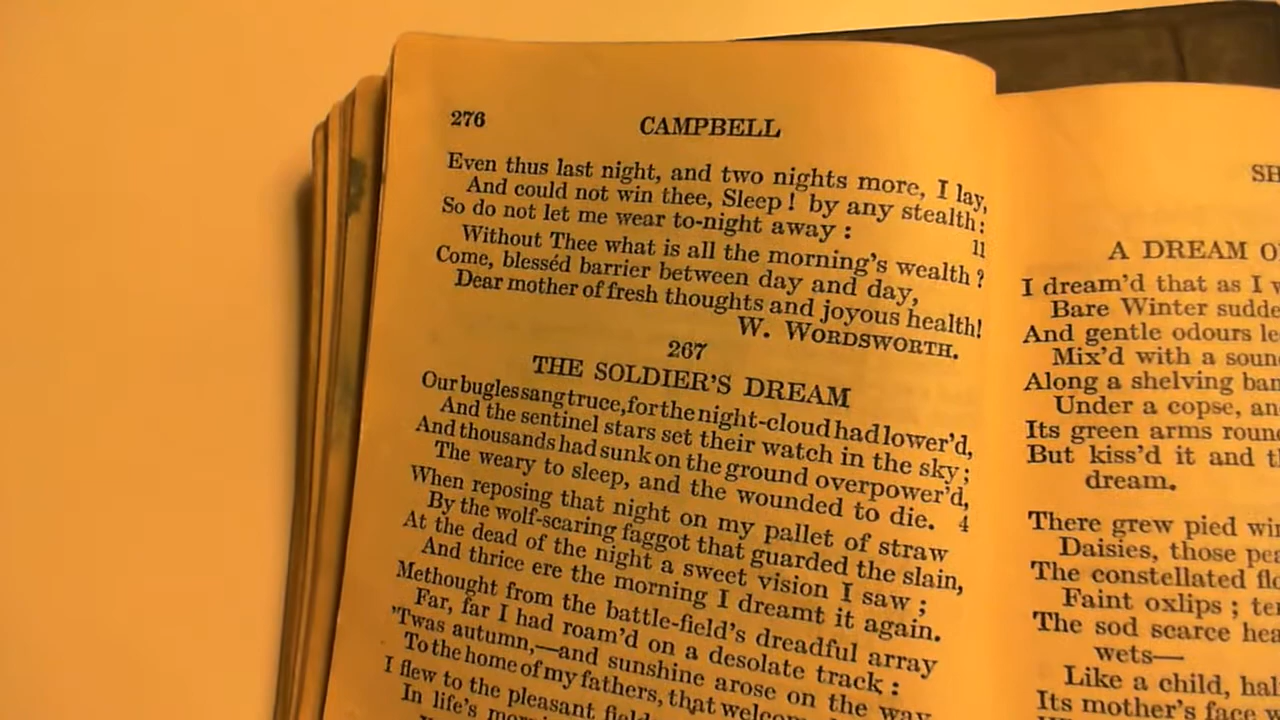 276
CAMPBELL
Even thus last night, and two nights more, I lay,
And could not win thee, Sleep! by any stealth:
So do not let me wear to-night away:
11
Without Thee what is all the morning's wealth?
Come, blesséd barrier between day and day,
Dear mother of fresh thoughts and joyous health!
W. WORDSWORTH.
267
THE SOLDIER'S DREAM
Our bugles sang truce, for the night-cloud had lower'd,
And the sentinel stars set their watch in the sky;
And thousands had sunk on the ground overpower'd,
The weary to sleep, and the wounded to die. 4
When reposing that night on my pallet of straw
By the wolf-scaring faggot that guarded the slain,
At the dead of the night a sweet vision I saw;
And thrice ere the morning I dreamt it again.
Methought from the battle-field's dreadful array
Far, far I had roam'd on a desolate track:
'Twas autumn,—and sunshine arose on the way
To the home of my fathers, that
I flew to the pleasant
In life's
SH
A DREAM O
I dream'd that as I w
Bare Winter sudde
And gentle odours le
Mix'd with a soun
Along a shelving ban
Under a copse, an
Its green arms roun
But kiss'd it and t
dream.
There grew pied wi
Daisies, those pea
The constellated flo
Faint oxlips; te
The sod scarce hea
wets—
Like a child, hal
Its mother's face w